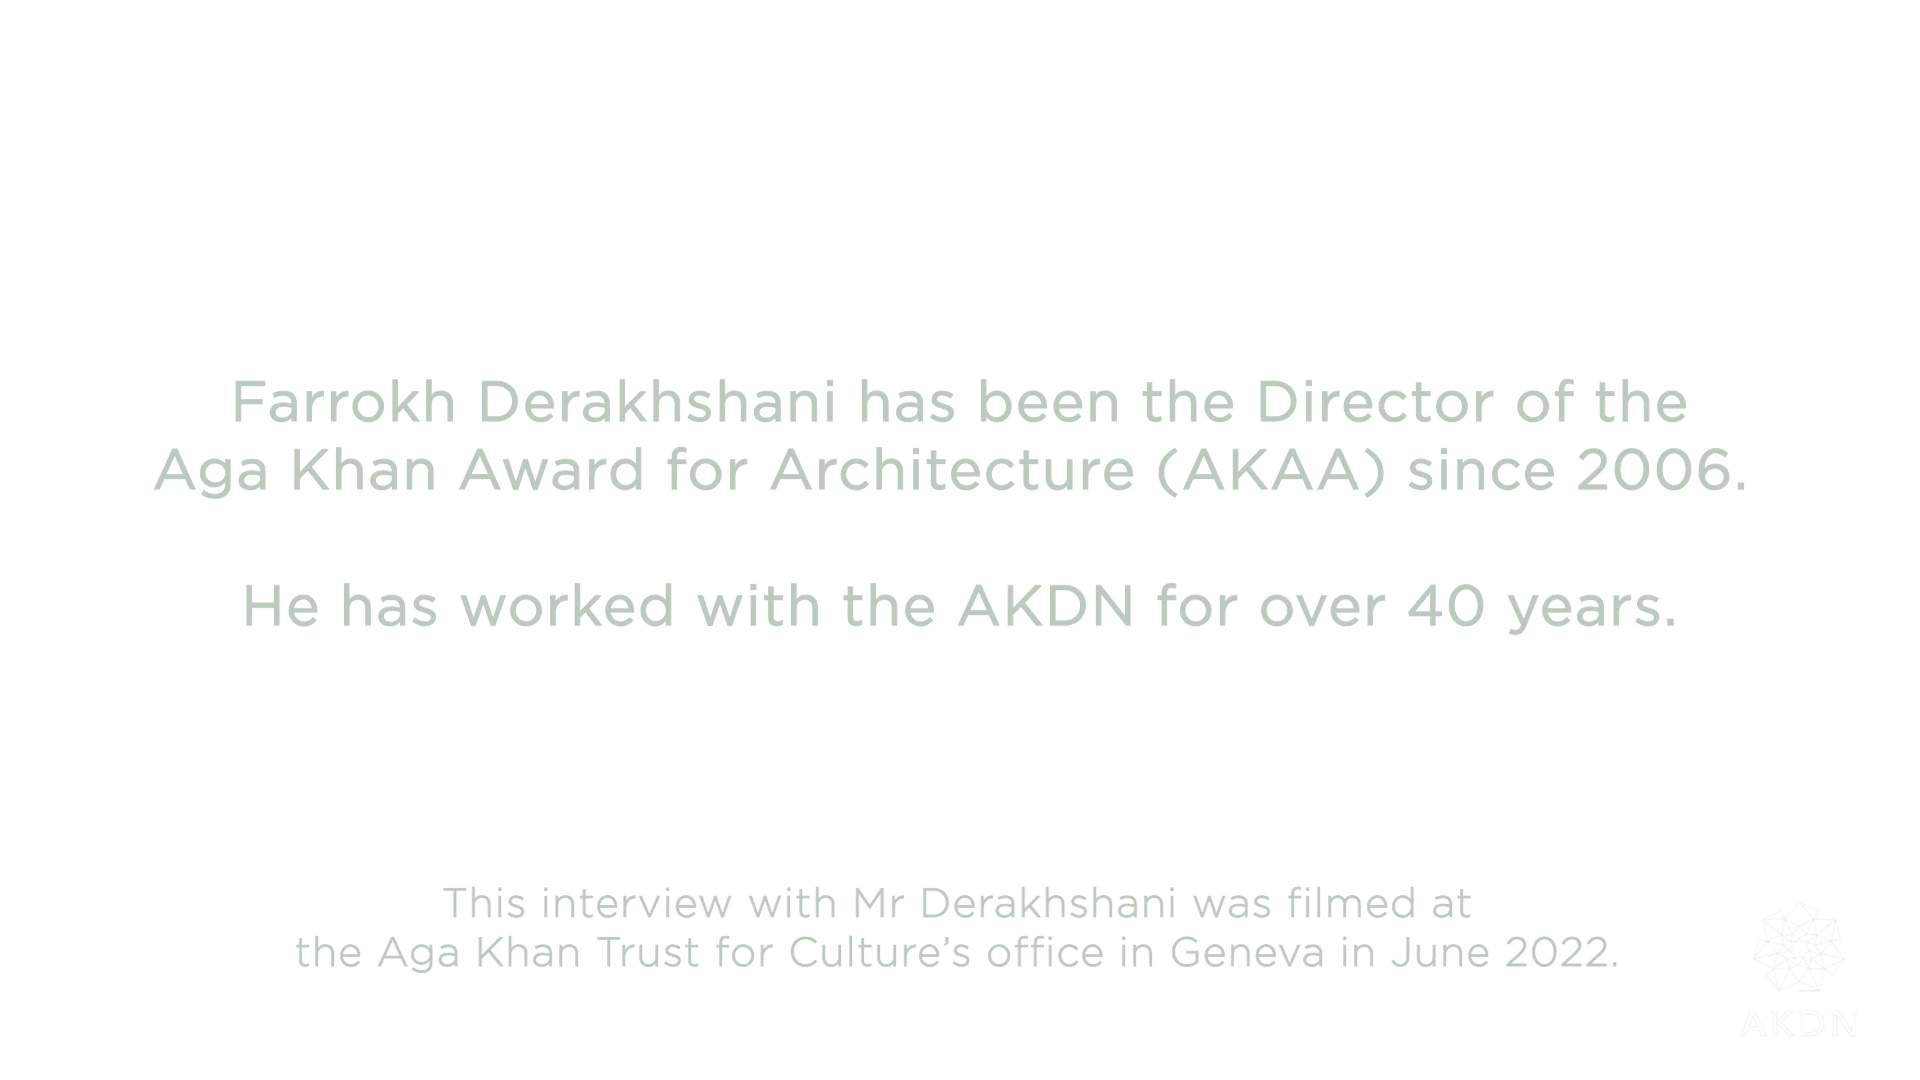 Farrokh Derakhshani has been the Director of the
Aga Khan Award for Architecture (AKAA) since 2006.
He has worked with the AKDN for over 40 years.
This interview with Mr Derakhshani was filmed at
the Aga Khan Trust for Culture’s office in Geneva in June 2022.
AKDN